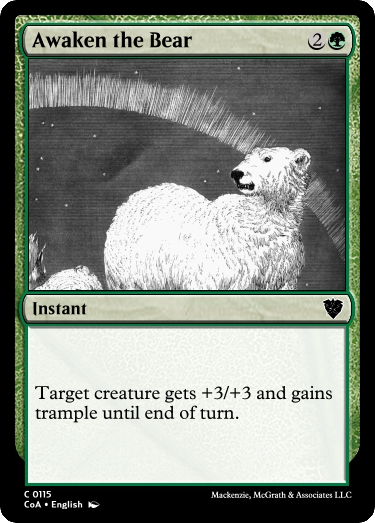 Awaken the Bear 2
Instant
Target creature gets +3/+3 and gains
trample until end of turn.
C 0115
CoA • English
Mackenzie, McGrath & Associates LLC